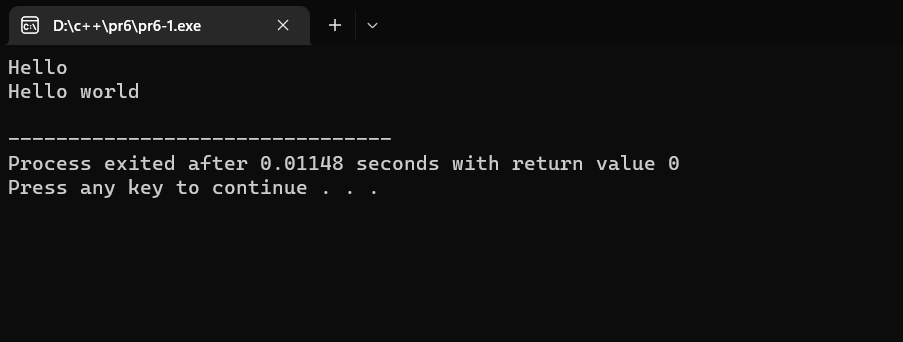 D:\c++\pr6\pr6-1.exe
Hello
Hello world
--------------------------------
Process exited after 0.01148 seconds with return value 0
Press any key to continue . . .